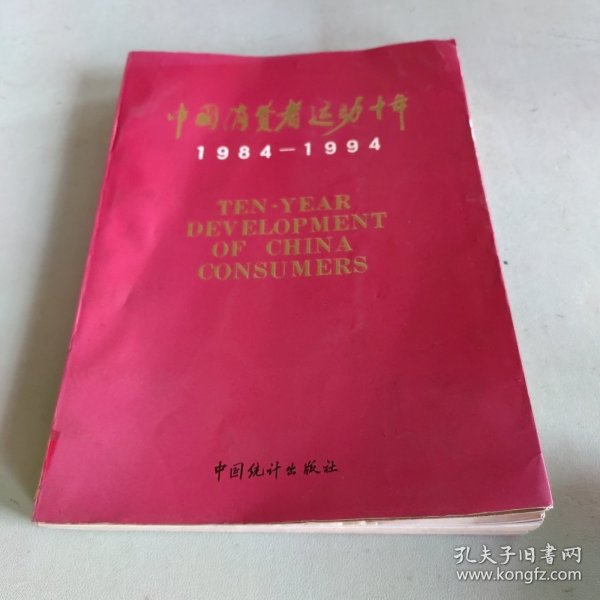 中国消费者运动十年
1984—1994
TEN-YEAR
DEVELOPMENT
OF CHINA
CONSUMERS
中国统计出版社
孔夫子旧书网
www.kongfz.com